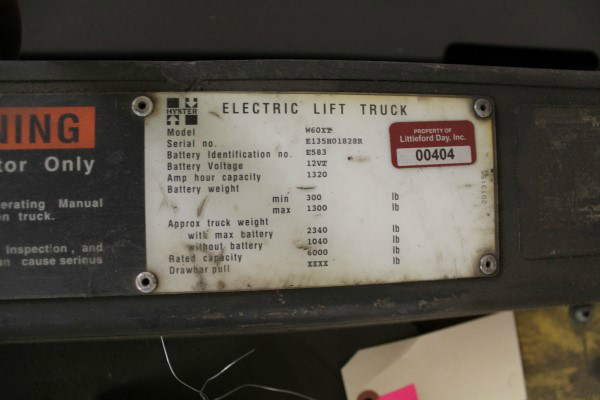 NING
tor Only
erating Manual
on truck.
inspection, and
an cause serious
HYSTER
ELECTRIC LIFT TRUCK
Model W60XT
Serial no. E135H01828R
Battery Identification no. E583
Battery Voltage 12VT
Amp hour capacity 1320
Battery weight
min 300 lb
max 1300 lb
Approx truck weight
with max battery 2340 lb
without battery 1040 lb
Rated capacity 6000 lb
Drawbar pull xxxx lb
PROPERTY OF
Littleford Day, Inc.
00404